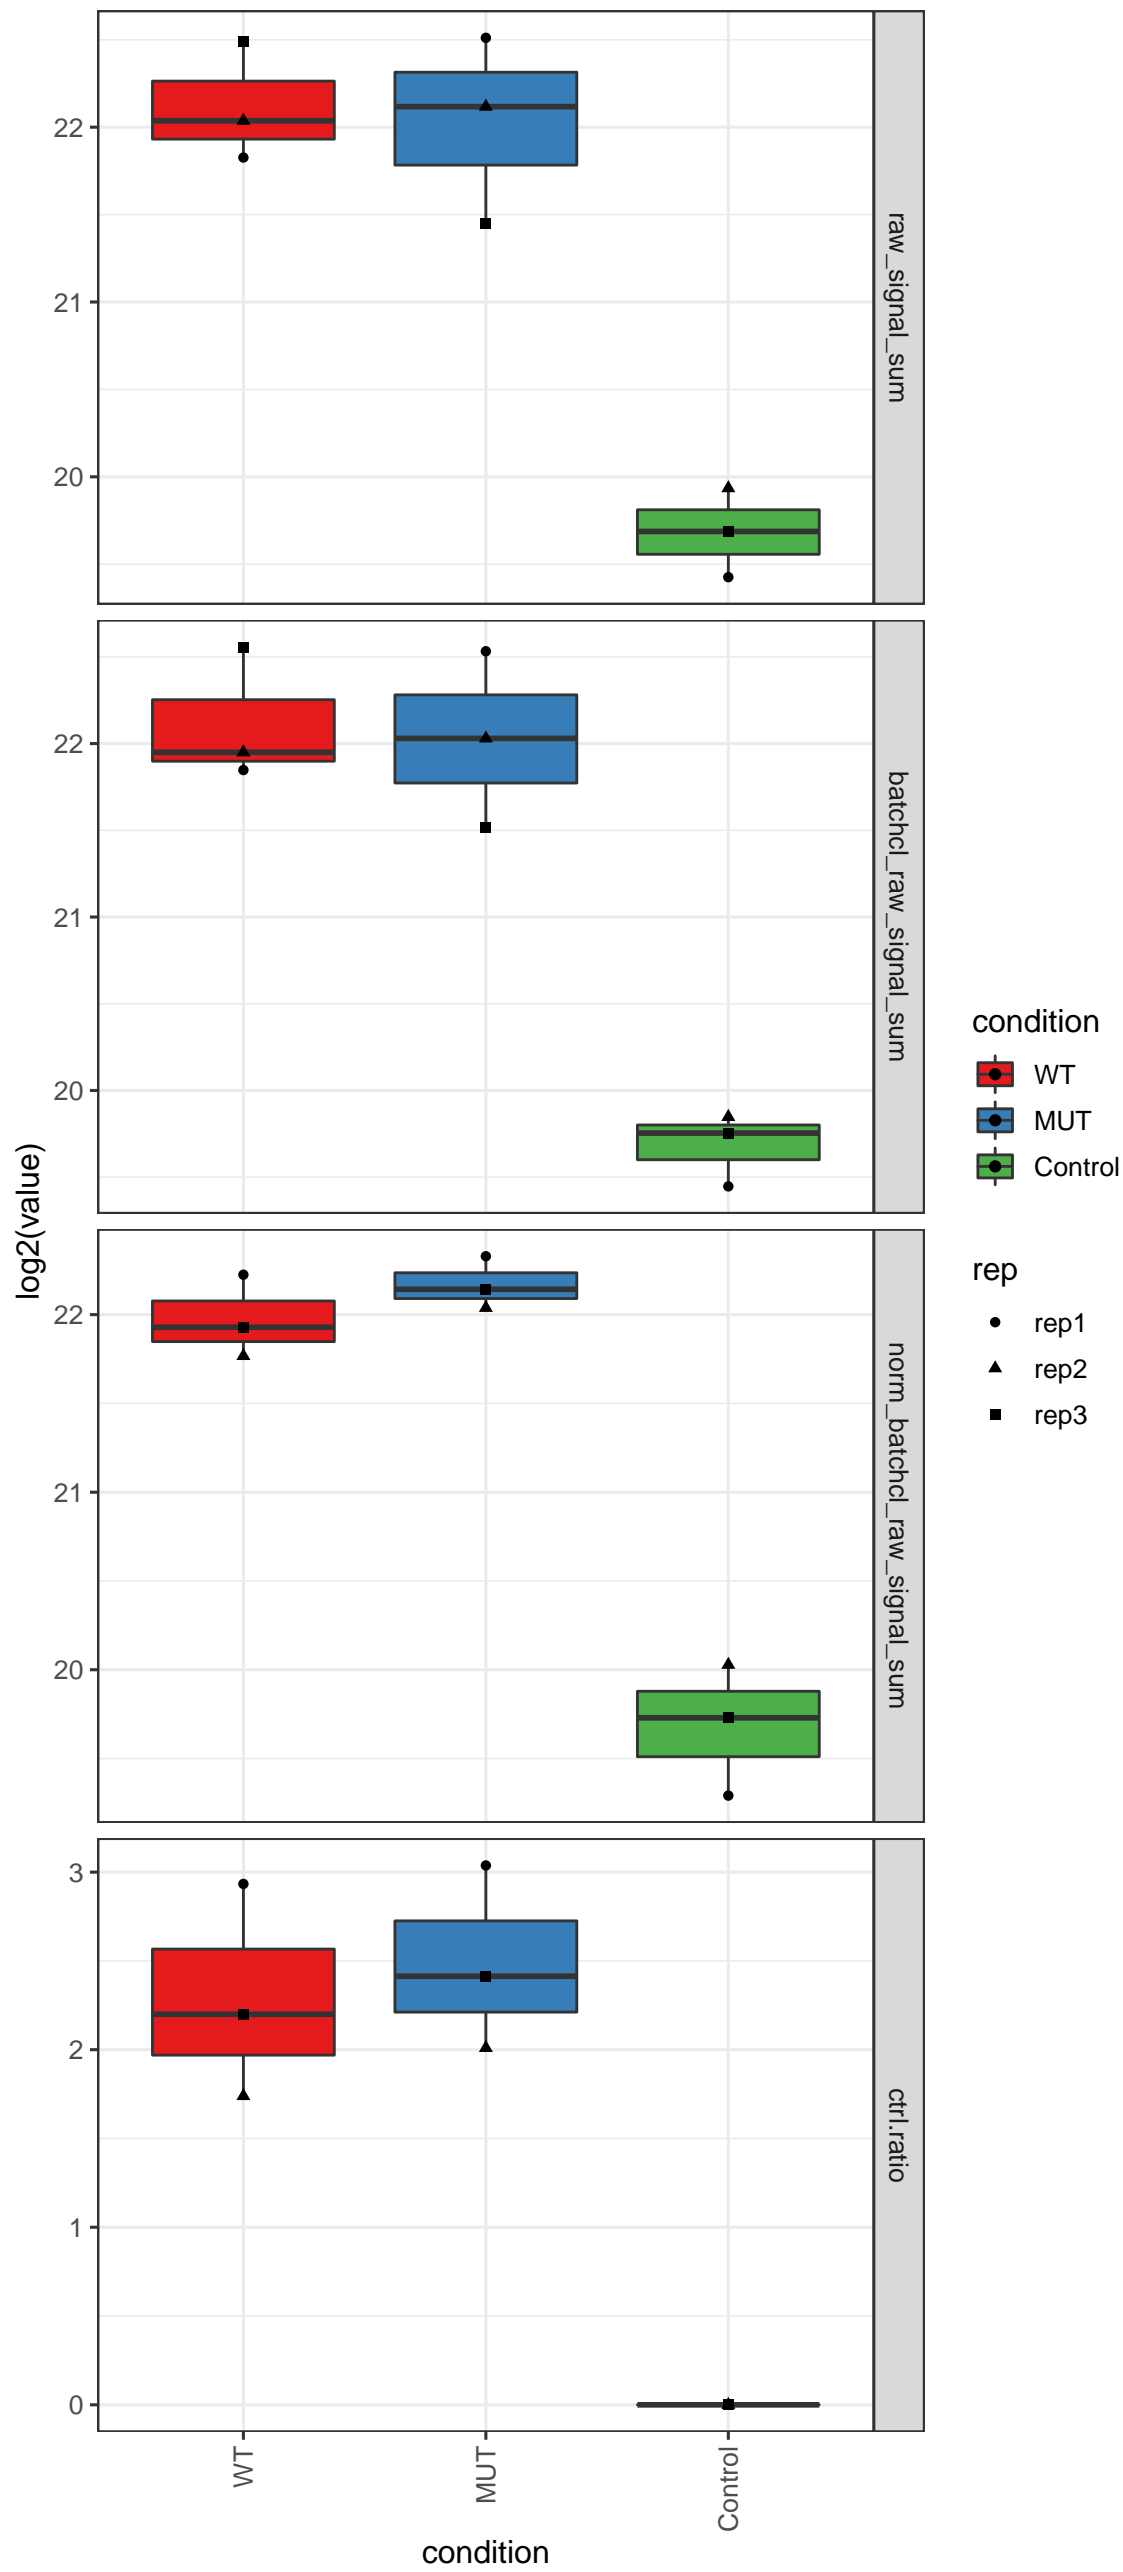 22
21
20
raw_signal_sum
22
21
20
batchcl_raw_signal_sum
22
21
20
norm_batchcl_raw_signal_sum
3
2
1
0
ctrl.ratio
log2(value)
WT
MUT
Control
condition
condition
WT
MUT
Control
rep
rep1
rep2
rep3